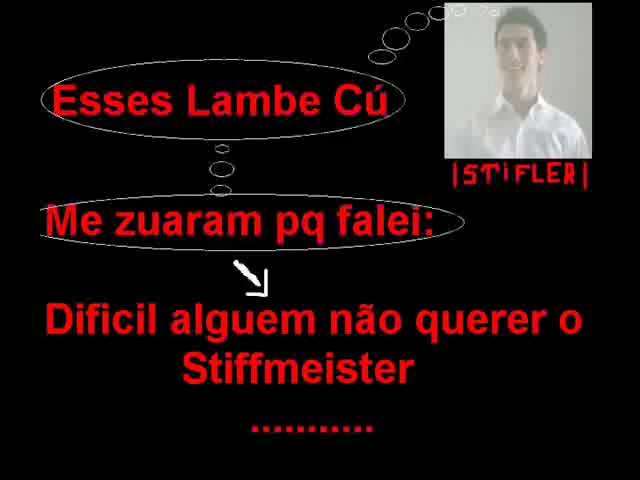 Esses Lambe Cú
|STiFLER|
Me zuaram pq falei:
Dificil alguem não querer o
Stiffmeister
...........